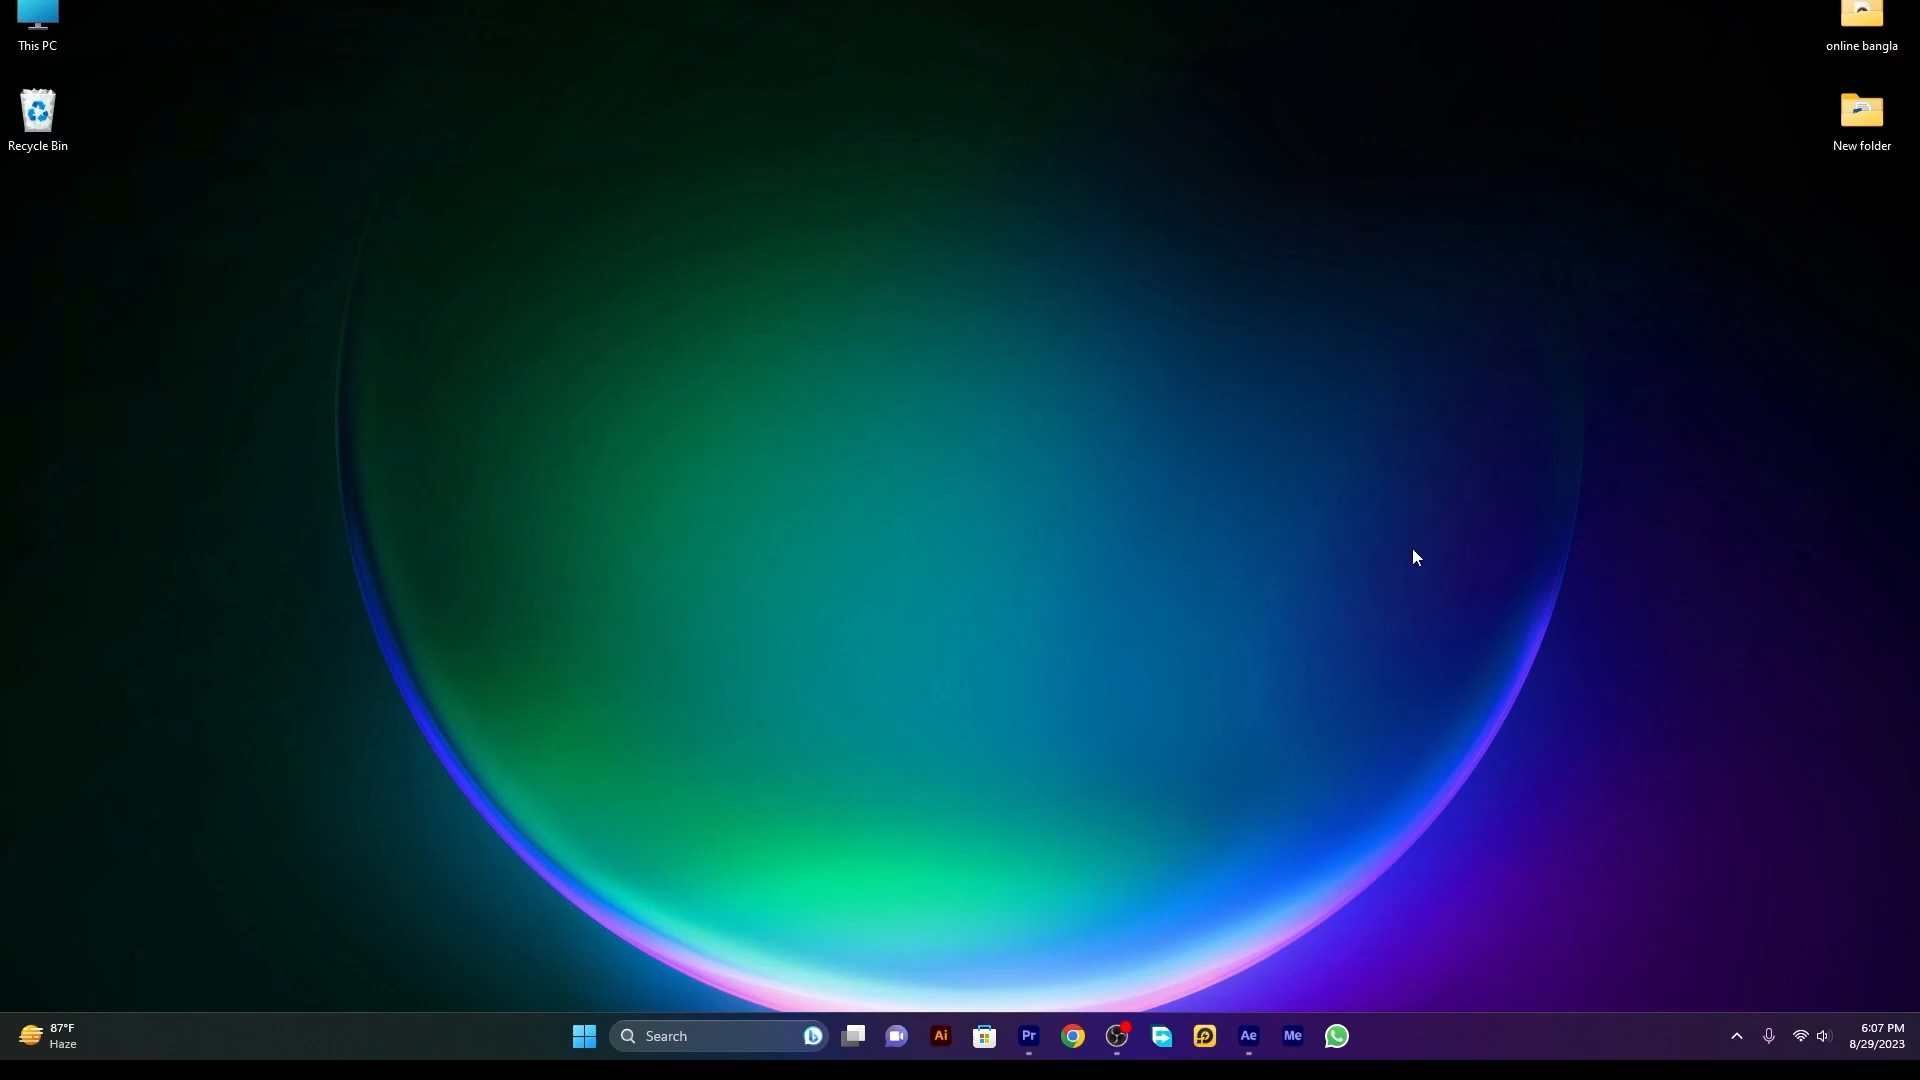 This PC
Recycle Bin
online bangla
New folder
87°F
Haze
Search
Ai
Pr
Ae
Me
6:07 PM
8/29/2023